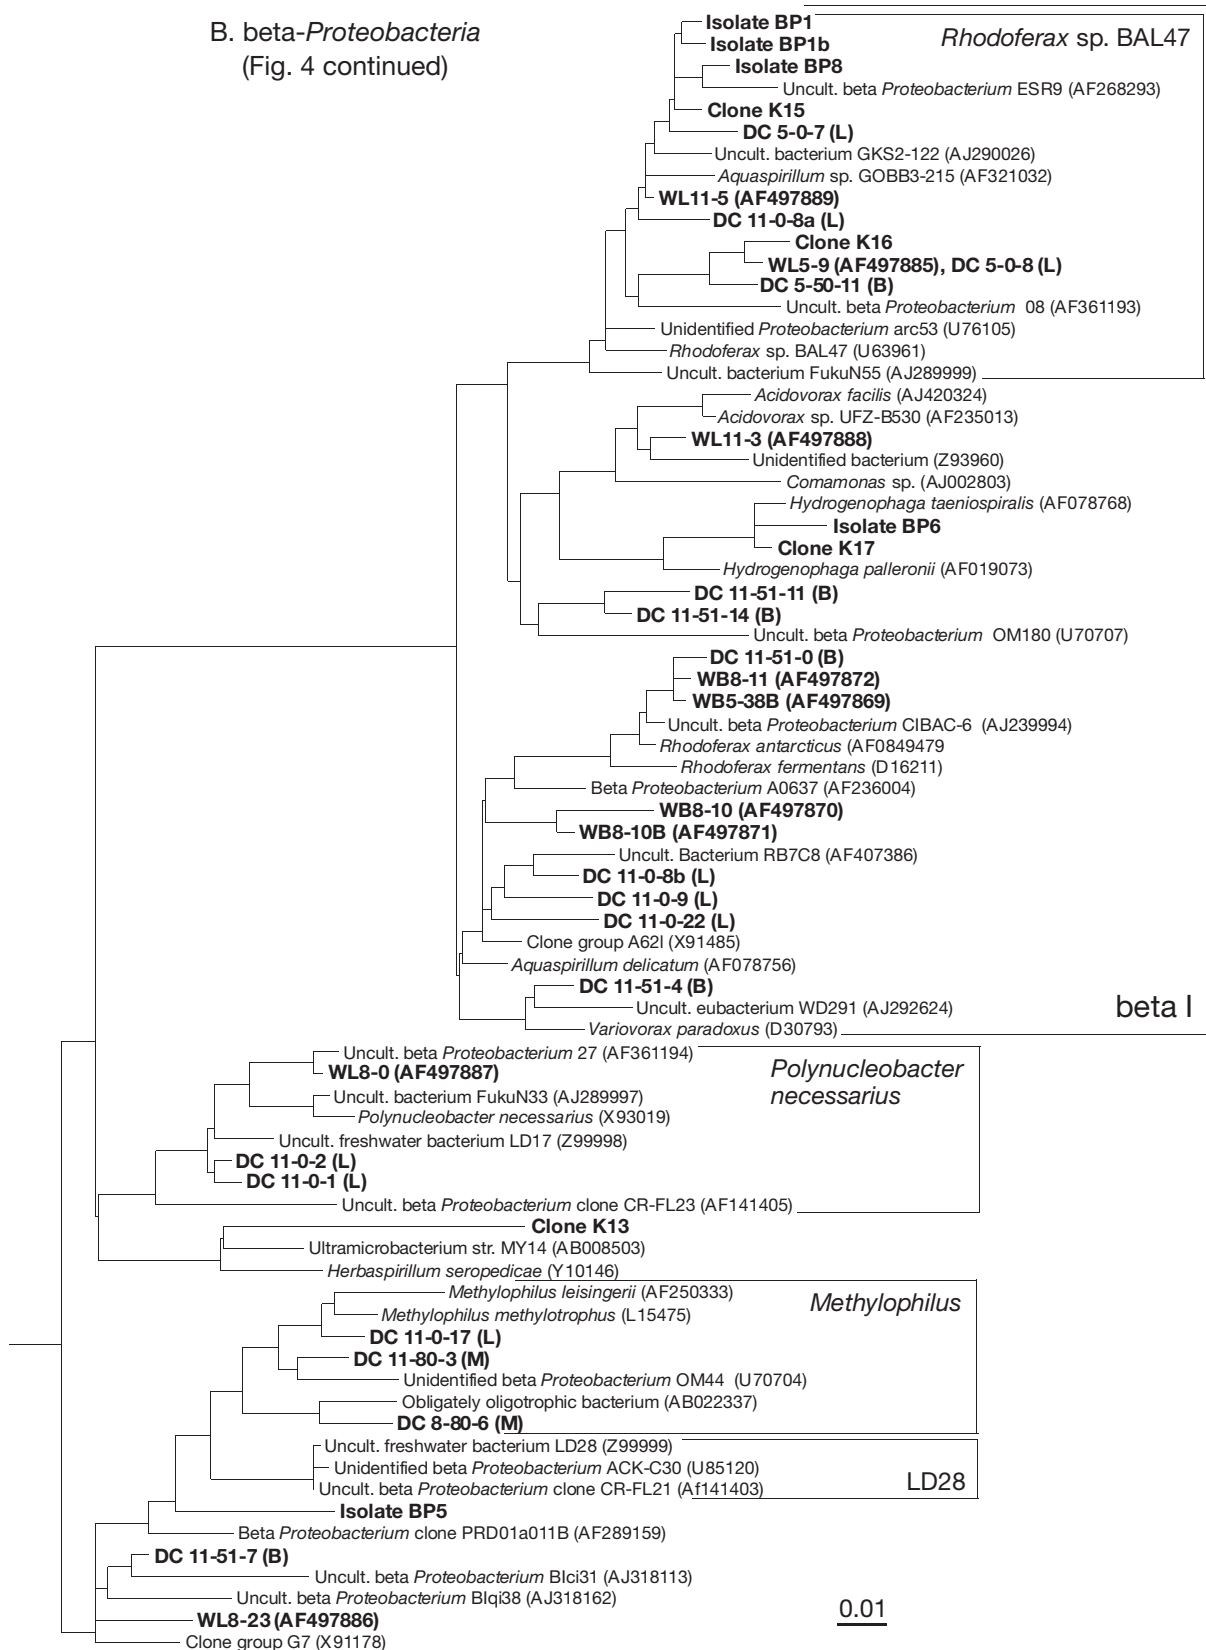 B. beta-Proteobacteria
(Fig. 4 continued)
Isolate BP1
Rhodoferax sp. BAL47
Isolate BP1b
Isolate BP8
Uncult. beta Proteobacterium ESR9 (AF268293)
Clone K15
DC 5-0-7 (L)
Uncult. bacterium GKS2-122 (AJ290026)
Aquaspirillum sp. GOBB3-215 (AF321032)
WL11-5 (AF497889)
DC 11-0-8a (L)
Clone K16
WL5-9 (AF497885), DC 5-0-8 (L)
DC 5-50-11 (B)
Uncult. beta Proteobacterium 08 (AF361193)
Unidentified Proteobacterium arc53 (U76105)
Rhodoferax sp. BAL47 (U63961)
Uncult. bacterium FukuN55 (AJ289999)
Acidovorax facilis (AJ420324)
Acidovorax sp. UFZ-B530 (AF235013)
WL11-3 (AF497888)
Unidentified bacterium (Z93960)
Comamonas sp. (AJ002803)
Hydrogenophaga taeniospiralis (AF078768)
Isolate BP6
Clone K17
Hydrogenophaga palleronii (AF019073)
DC 11-51-11 (B)
DC 11-51-14 (B)
Uncult. beta Proteobacterium OM180 (U70707)
DC 11-51-0 (B)
WB8-11 (AF497872)
WB5-38B (AF497869)
Uncult. beta Proteobacterium CIBAC-6 (AJ239994)
Rhodoferax antarcticus (AF0849479
Rhodoferax fermentans (D16211)
Beta Proteobacterium A0637 (AF236004)
WB8-10 (AF497870)
WB8-10B (AF497871)
Uncult. Bacterium RB7C8 (AF407386)
DC 11-0-8b (L)
DC 11-0-9 (L)
DC 11-0-22 (L)
Clone group A62l (X91485)
Aquaspirillum delicatum (AF078756)
DC 11-51-4 (B)
Uncult. eubacterium WD291 (AJ292624)
beta I
Variovorax paradoxus (D30793)
Uncult. beta Proteobacterium 27 (AF361194)
Polynucleobacter
necessarius
WL8-0 (AF497887)
Uncult. bacterium FukuN33 (AJ289997)
Polynucleobacter necessarius (X93019)
Uncult. freshwater bacterium LD17 (Z99998)
DC 11-0-2 (L)
DC 11-0-1 (L)
Uncult. beta Proteobacterium clone CR-FL23 (AF141405)
Clone K13
Ultramicrobacterium str. MY14 (AB008503)
Herbaspirillum seropedicae (Y10146)
Methylophilus leisingerii (AF250333)
Methylophilus
Methylophilus methylotrophus (L15475)
DC 11-0-17 (L)
DC 11-80-3 (M)
Unidentified beta Proteobacterium OM44 (U70704)
Obligately oligotrophic bacterium (AB022337)
DC 8-80-6 (M)
Uncult. freshwater bacterium LD28 (Z99999)
Unidentified beta Proteobacterium ACK-C30 (U85120)
LD28
Uncult. beta Proteobacterium clone CR-FL21 (Af141403)
Isolate BP5
Beta Proteobacterium clone PRD01a011B (AF289159)
DC 11-51-7 (B)
Uncult. beta Proteobacterium BIci31 (AJ318113)
Uncult. beta Proteobacterium BIqi38 (AJ318162)
0.01
WL8-23 (AF497886)
Clone group G7 (X91178)